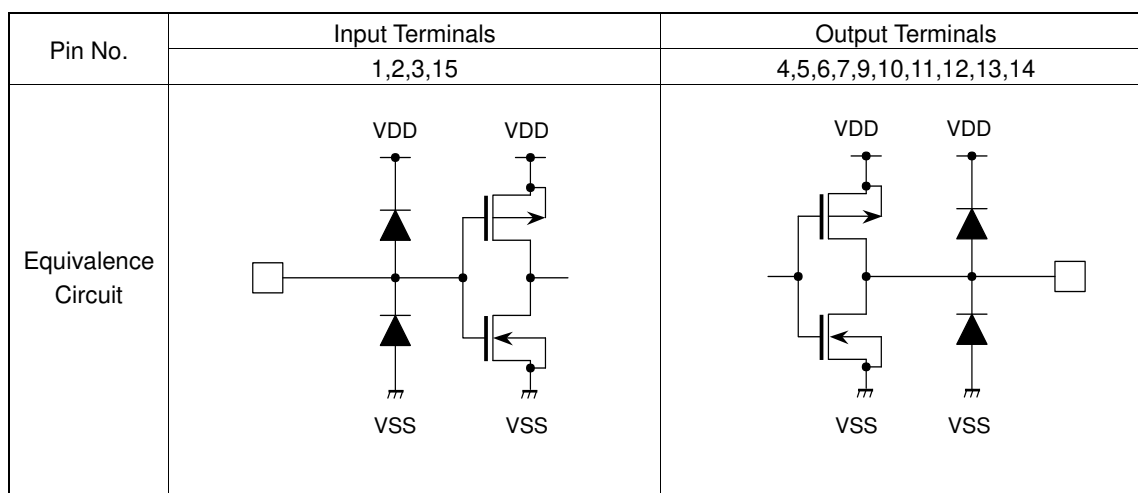 Pin No.
Input Terminals
Output Terminals
1,2,3,15
4,5,6,7,9,10,11,12,13,14
Equivalence
Circuit
VDD
VDD
VSS
VSS
VDD
VDD
VSS
VSS